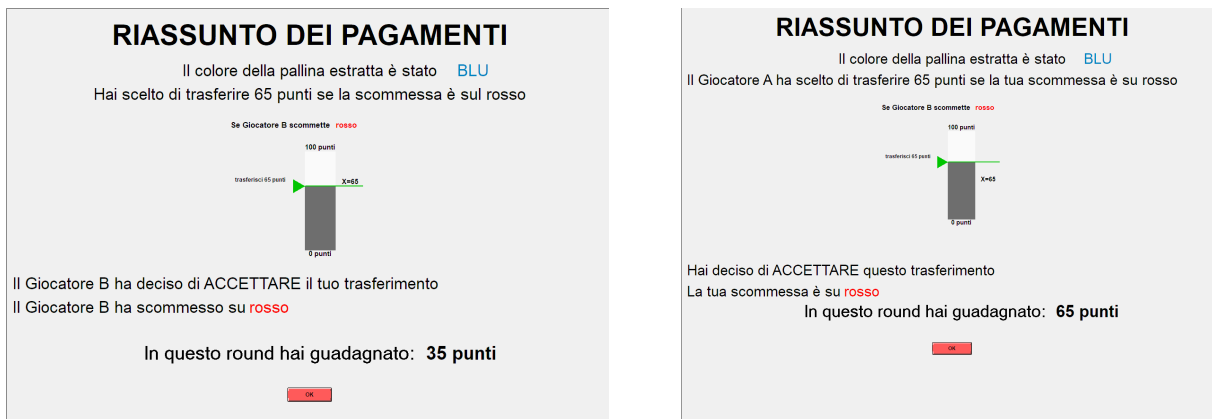 RIASSUNTO DEI PAGAMENTI
Il colore della pallina estratta è stato BLU
Hai scelto di trasferire 65 punti se la scommessa è sul rosso
Se Giocatore B scommette rosso
100 punti
trasferisci 65 punti
X=65
0 punti
Il Giocatore B ha deciso di ACCETTARE il tuo trasferimento
Il Giocatore B ha scommesso su rosso
In questo round hai guadagnato: 35 punti
OK
RIASSUNTO DEI PAGAMENTI
Il colore della pallina estratta è stato BLU
Il Giocatore A ha scelto di trasferire 65 punti se la tua scommessa è su rosso
Se Giocatore B scommette rosso
100 punti
trasferisci 65 punti
X=65
0 punti
Hai deciso di ACCETTARE questo trasferimento
La tua scommessa è su rosso
In questo round hai guadagnato: 65 punti
OK